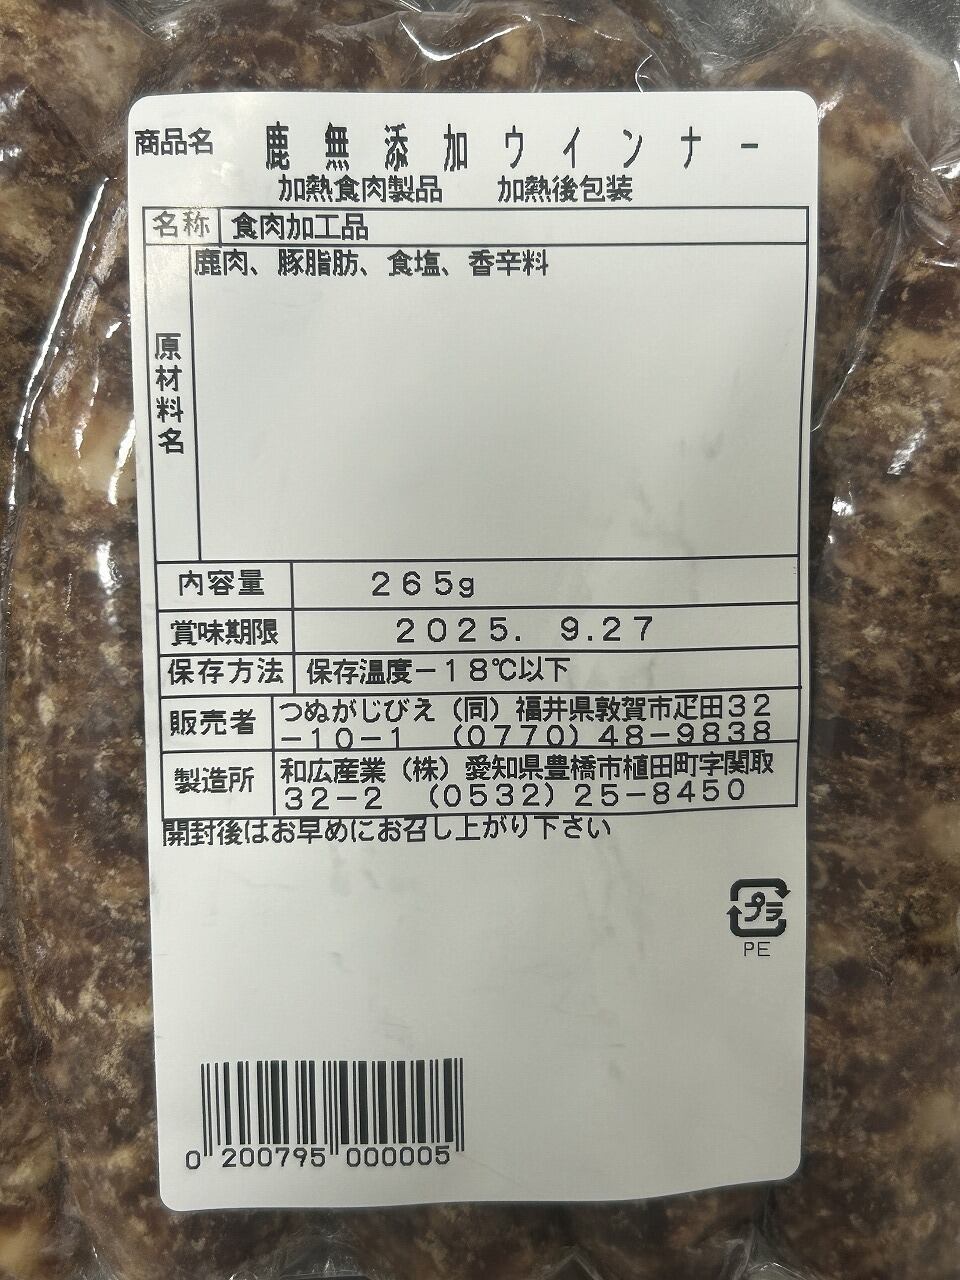 商品名 鹿無添加ウインナー
加熱食肉製品 加熱後包装
名称 食肉加工品
原材料名 鹿肉、豚脂肪、食塩、香辛料
内容量 265g
賞味期限 2025. 9.27
保存方法 保存温度－18℃以下
販売者 つぬがじびえ（同）福井県敦賀市疋田32
－10－1 （0770）48－9838
製造所 和広産業（株）愛知県豊橋市植田町字関取
32－2 （0532）25－8450
開封後はお早めにお召し上がり下さい
プラ
PE
0 200795 000005